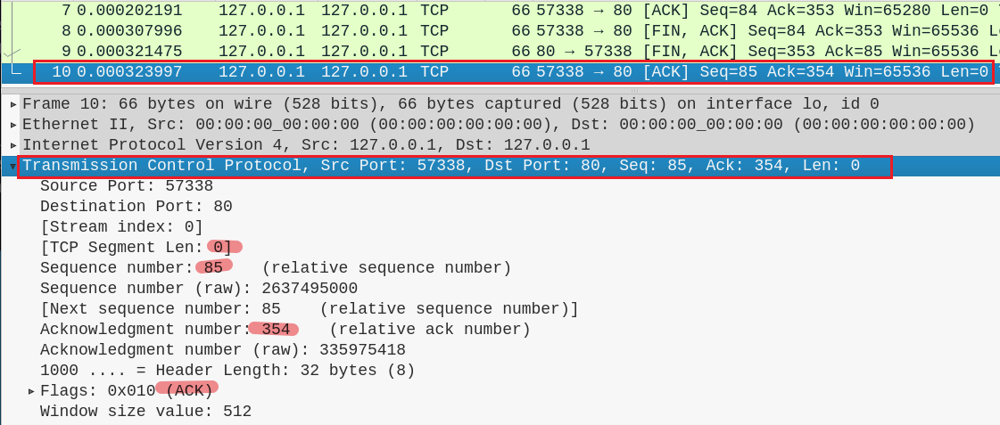 7 0.000202191 127.0.0.1 127.0.0.1 TCP 66 57338 → 80 [ACK] Seq=84 Ack=353 Win=65280 Len=0
8 0.000307996 127.0.0.1 127.0.0.1 TCP 66 57338 → 80 [FIN, ACK] Seq=84 Ack=353 Win=65536
9 0.000321475 127.0.0.1 127.0.0.1 TCP 66 80 → 57338 [FIN, ACK] Seq=353 Ack=85 Win=65536
10 0.000323997 127.0.0.1 127.0.0.1 TCP 66 57338 → 80 [ACK] Seq=85 Ack=354 Win=65536 Len=0
Frame 10: 66 bytes on wire (528 bits), 66 bytes captured (528 bits) on interface lo, id 0
Ethernet II, Src: 00:00:00_00:00:00 (00:00:00:00:00:00), Dst: 00:00:00_00:00:00 (00:00:00:00:00:00)
Internet Protocol Version 4, Src: 127.0.0.1, Dst: 127.0.0.1
Transmission Control Protocol, Src Port: 57338, Dst Port: 80, Seq: 85, Ack: 354, Len: 0
Source Port: 57338
Destination Port: 80
[Stream index: 0]
[TCP Segment Len: 0]
Sequence number: 85 (relative sequence number)
Sequence number (raw): 2637495000
[Next sequence number: 85 (relative sequence number)]
Acknowledgment number: 354 (relative ack number)
Acknowledgment number (raw): 335975418
1000 .... = Header Length: 32 bytes (8)
Flags: 0x010 (ACK)
Window size value: 512